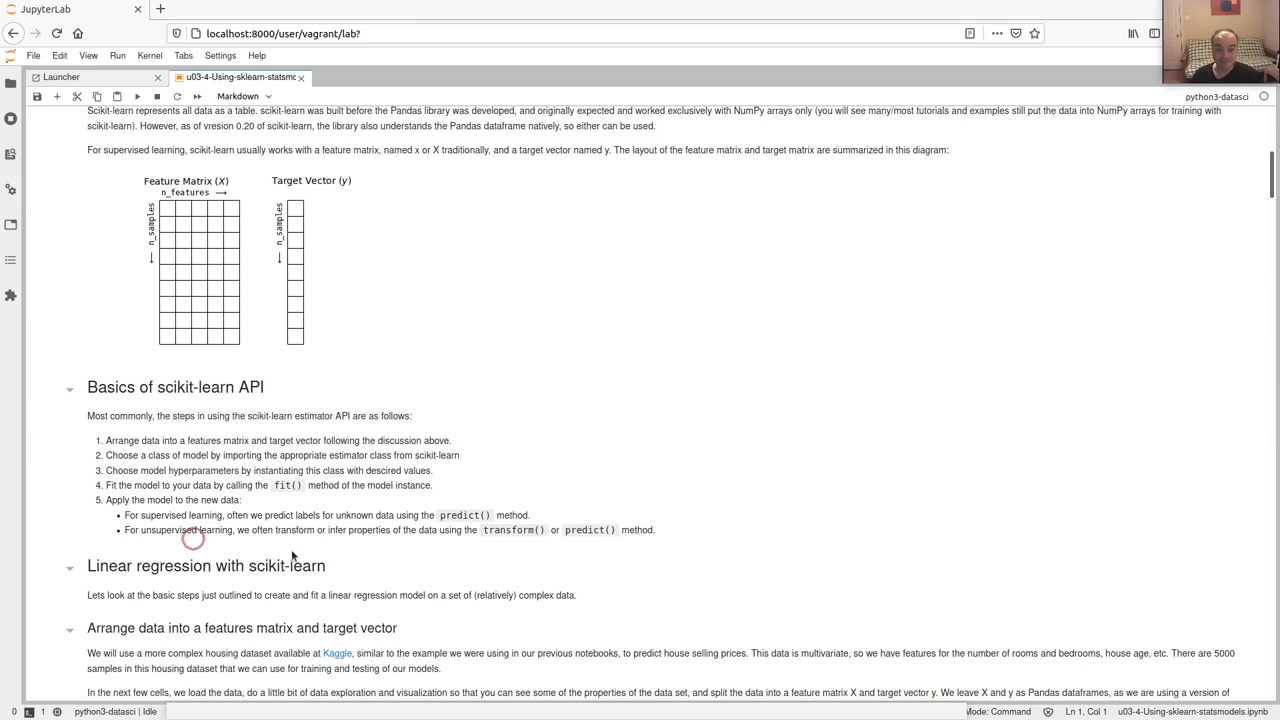 JupyterLab
localhost:8000/user/vagrant/lab?
File Edit View Run Kernel Tabs Settings Help
Launcher
u03-4-Using-sklearn-statsmc
Markdown
python3-datasci
Scikit-learn represents all data as a table. scikit-learn was built before the Pandas library was developed, and originally expected and worked exclusively with NumPy arrays only (you will see many/most tutorials and examples still put the data into NumPy arrays for training with
scikit-learn). However, as of vresion 0.20 of scikit-learn, the library also understands the Pandas dataframe natively, so either can be used.
For supervised learning, scikit-learn usually works with a feature matrix, named x or X traditionally, and a target vector named y. The layout of the feature matrix and target matrix are summarized in this diagram:
Feature Matrix (X)
n_features →
← n_samples
Target Vector (y)
← n_samples
Basics of scikit-learn API
Most commonly, the steps in using the scikit-learn estimator API are as follows:
1. Arrange data into a features matrix and target vector following the discussion above.
2. Choose a class of model by importing the appropriate estimator class from scikit-learn
3. Choose model hyperparameters by instantiating this class with descired values.
4. Fit the model to your data by calling the fit() method of the model instance.
5. Apply the model to the new data:
• For supervised learning, often we predict labels for unknown data using the predict() method.
• For unsupervised learning, we often transform or infer properties of the data using the transform() or predict() method.
Linear regression with scikit-learn
Lets look at the basic steps just outlined to create and fit a linear regression model on a set of (relatively) complex data.
Arrange data into a features matrix and target vector
We will use a more complex housing dataset available at Kaggle, similar to the example we were using in our previous notebooks, to predict house selling prices. This data is multivariate, so we have features for the number of rooms and bedrooms, house age, etc. There are 5000
samples in this housing dataset that we can use for training and testing of our models.
In the next few cells, we load the data, do a little bit of data exploration and visualization so that you can see some of the properties of the data set, and split the data into a feature matrix X and target vector y. We leave X and y as Pandas dataframes, as we are using a version of
0 1 python3-datasci | Idle
Mode: Command
Ln 1, Col 1
u03-4-Using-sklearn-statsmodels.ipynb